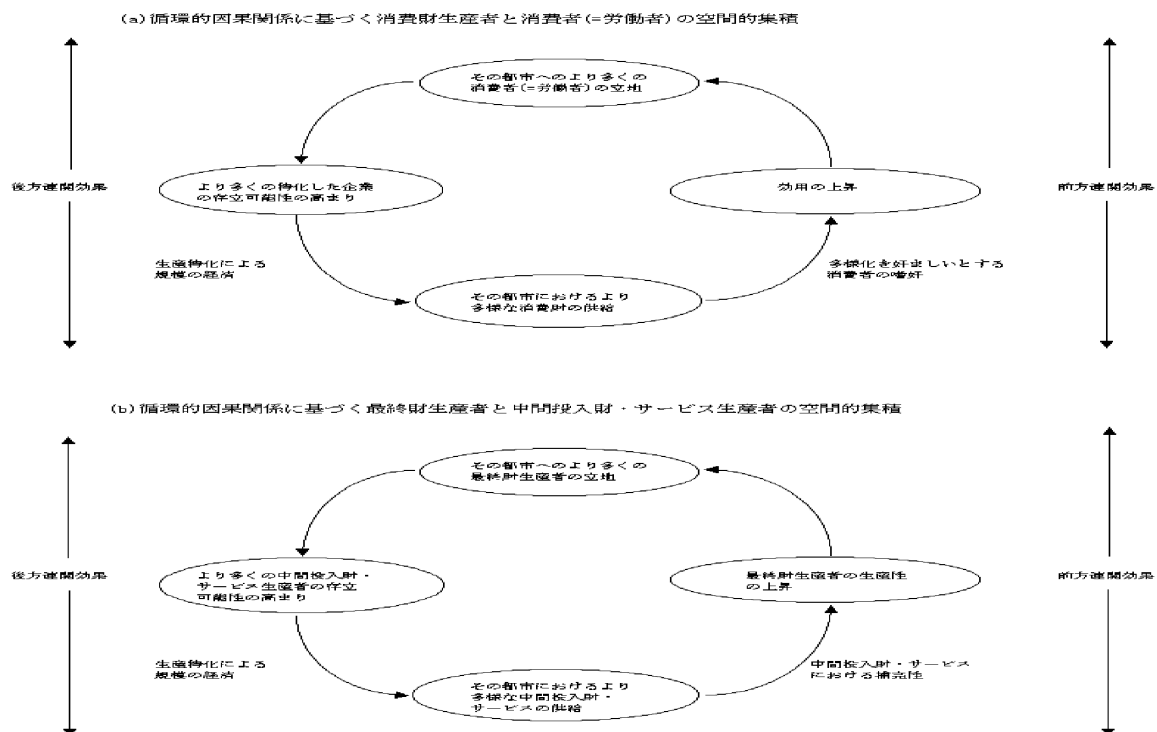 (a)循環的因果関係に基づく消費財生産者と消費者(=労働者)の空間的集積
その都市へのより多くの
消費者(=労働者)の立地
後方連関効果
より多くの特化した企業
の存立可能性の高まり
効用の上昇
前方連関効果
生産特化による
規模の経済
多様化を好ましいとする
消費者の嗜好
その都市におけるより
多様な消費財の供給
(b)循環的因果関係に基づく最終財生産者と中間投入財・サービス生産者の空間的集積
その都市へのより多くの
最終財生産者の立地
後方連関効果
より多くの中間投入財・
サービス生産者の存立
可能性の高まり
最終財生産者の生産性
の上昇
前方連関効果
生産特化による
規模の経済
中間投入財・サービス
における補完性
その都市におけるより
多様な中間投入財・
サービスの供給